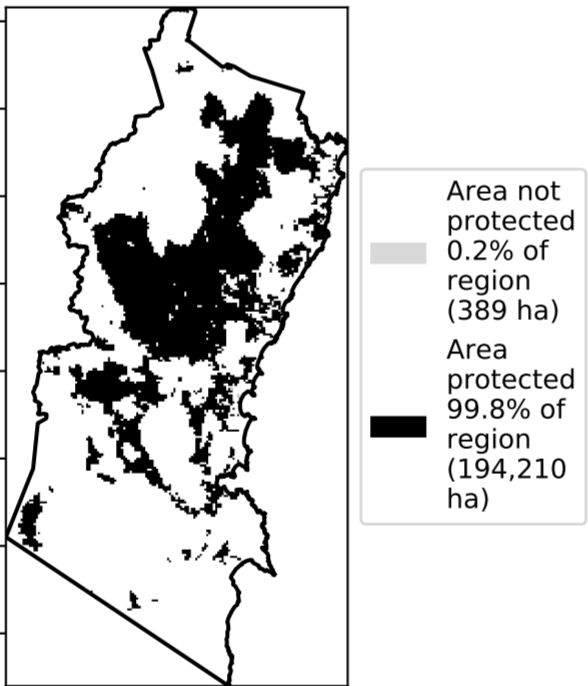 Area not
protected
0.2% of
region
(389 ha)
Area
protected
99.8% of
region
(194,210
ha)